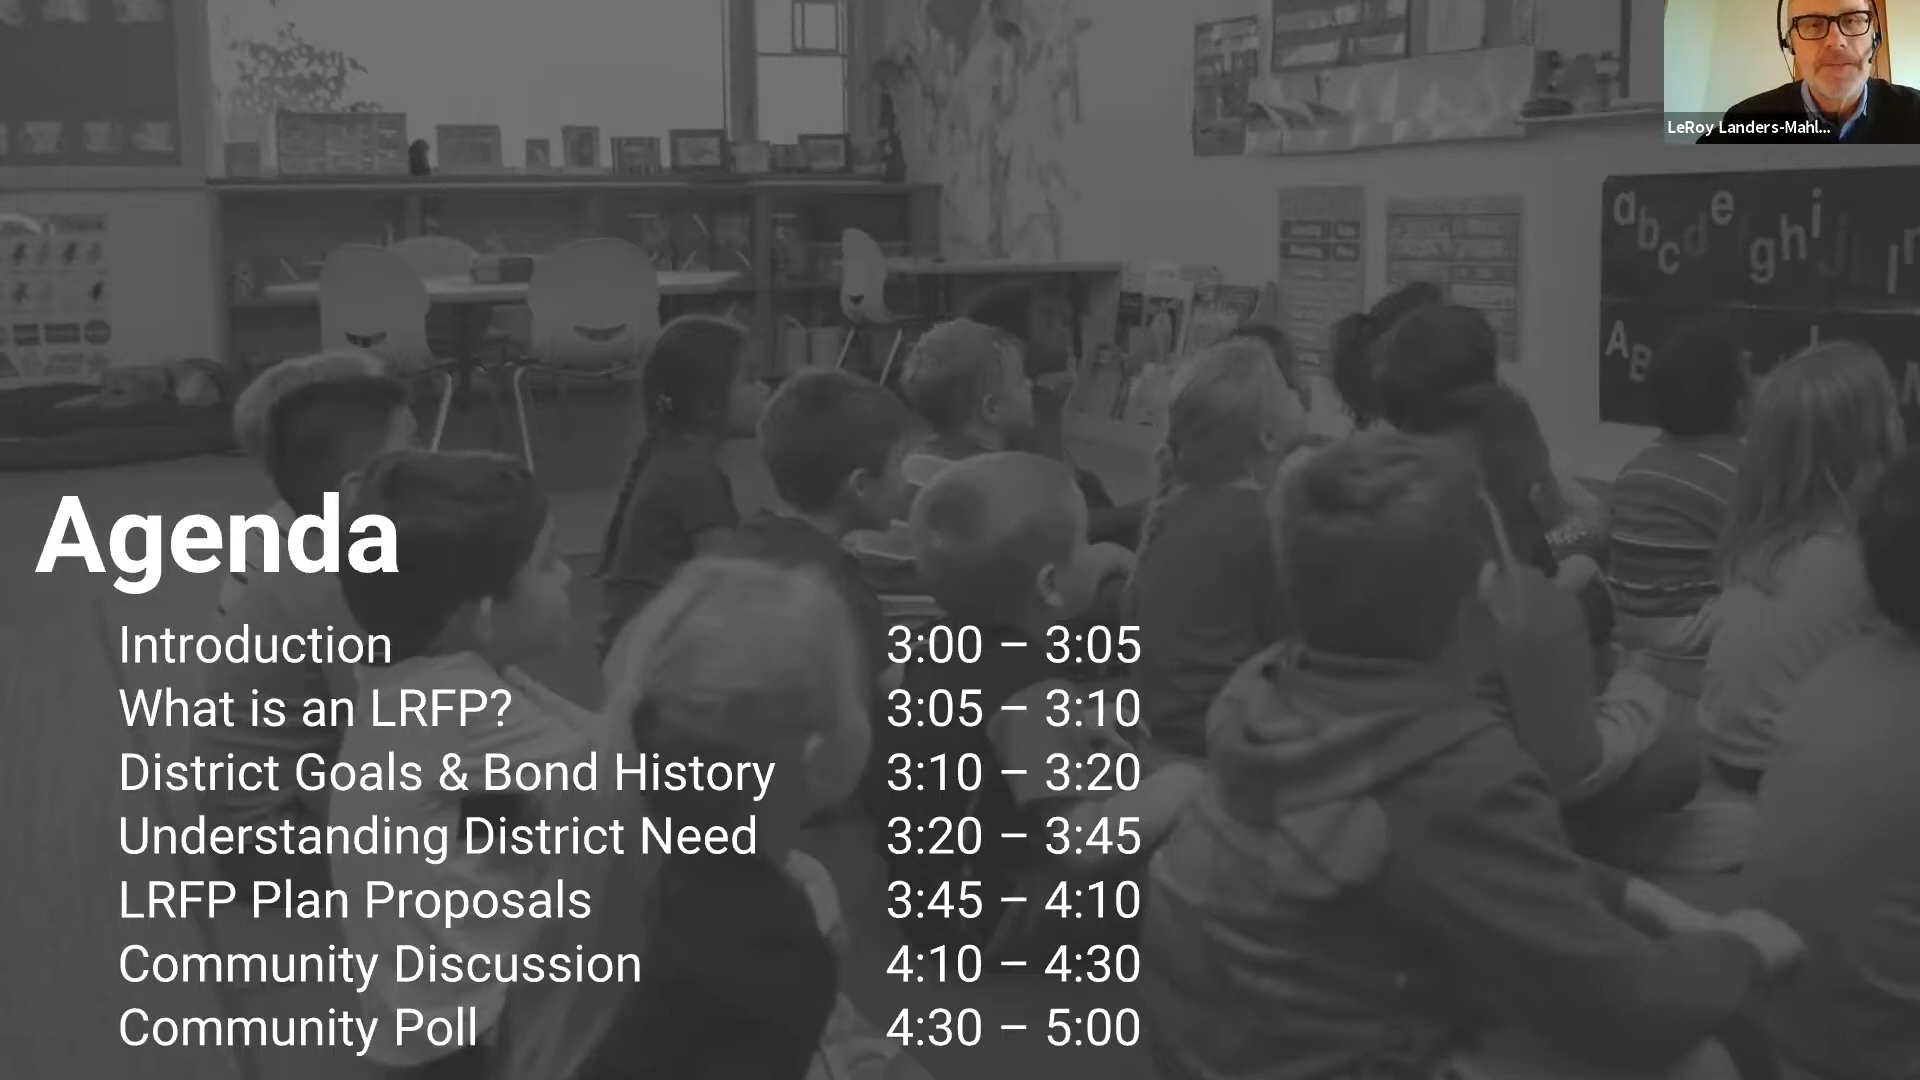 LeRoy Landers-Mahl...
a b c d e g h i j l
A B
Agenda
Introduction 3:00 – 3:05
What is an LRFP? 3:05 – 3:10
District Goals & Bond History 3:10 – 3:20
Understanding District Need 3:20 – 3:45
LRFP Plan Proposals 3:45 – 4:10
Community Discussion 4:10 – 4:30
Community Poll 4:30 – 5:00